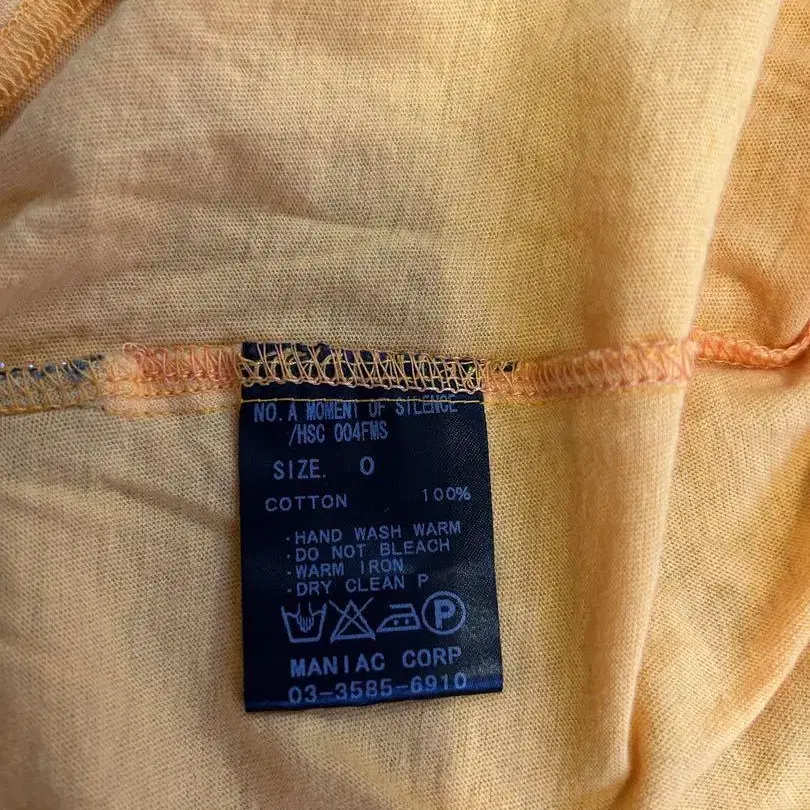 NO. A MOMENT OF SILENCE
/HSC 004FMS
SIZE. 0
COTTON 100%
·HAND WASH WARM
·DO NOT BLEACH
·WARM IRON
·DRY CLEAN P
P
MANIAC CORP
03-3585-6910